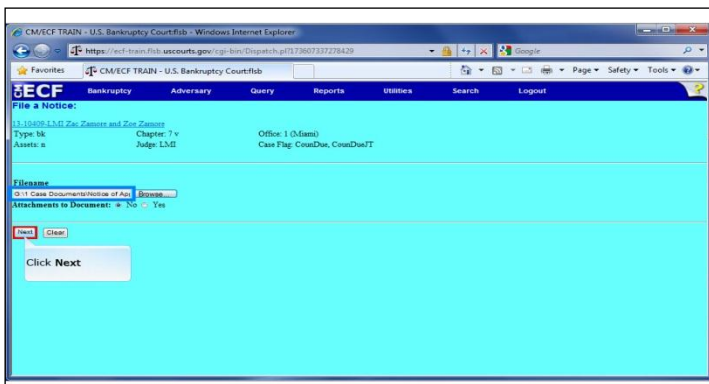 CM/ECF TRAIN - U.S. Bankruptcy Court:flsb - Windows Internet Explorer
https://ecf-train.flsb.uscourts.gov/cgi-bin/Dispatch.pl?173607337278429
Google
Favorites CM/ECF TRAIN - U.S. Bankruptcy Court:flsb Page Safety Tools
ECF Bankruptcy Adversary Query Reports Utilities Search Logout ?
File a Notice:
13-10409-LMI Zac Zamore and Zoe Zamore
Type: bk Chapter: 7 v Office: 1 (Miami)
Assets: n Judge: LMI Case Flag: CounDue, CounDueJT
Filename
G:\1 Case Documents\Notice of App Browse...
Attachments to Document: No Yes
Next Clear
Click Next